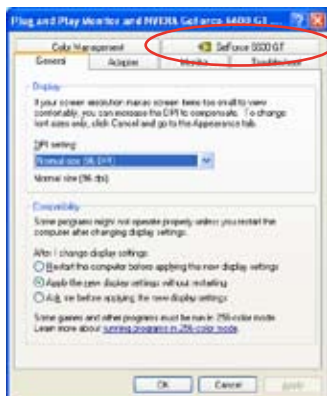 Plug and Play Monitor and NVIDIA GeForce 6600 GT ...
Color Management
GeForce 6600 GT
General
Adapter
Monitor
Troubleshoot
Display
If your screen resolution makes screen items too small to view
comfortably, you can increase the DPI to compensate. To change
font sizes only, click Cancel and go to the Appearance tab.
DPI setting:
Normal size (96 DPI)
Normal size (96 dpi)
Compatibility
Some programs might not operate properly unless you restart the
computer after changing display settings.
After I change display settings:
Restart the computer before applying the new display settings
Apply the new display settings without restarting
Ask me before applying the new display settings
Some games and other programs must be run in 256-color mode.
Learn more about running programs in 256-color mode.
OK
Cancel
Apply